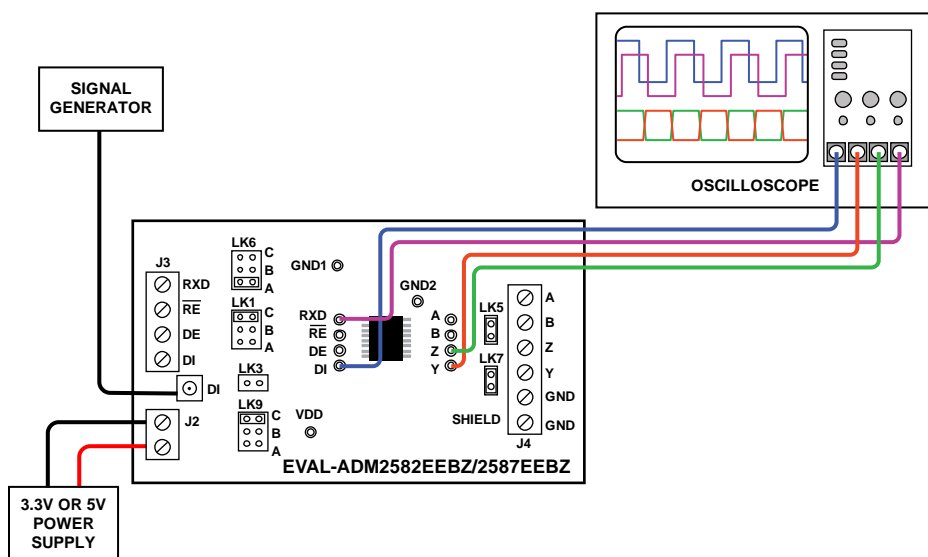 SIGNAL
GENERATOR
OSCILLOSCOPE
J3
RXD
RE
DE
DI
DI
J2
LK6
C
B
A
LK1
C
B
A
LK3
LK9
C
B
A
GND1
GND2
VDD
RXD
RE
DE
DI
A
B
Z
Y
LK5
LK7
A
B
Z
Y
GND
SHIELD
GND
J4
EVAL-ADM2582EEBZ/2587EEBZ
3.3V OR 5V
POWER
SUPPLY